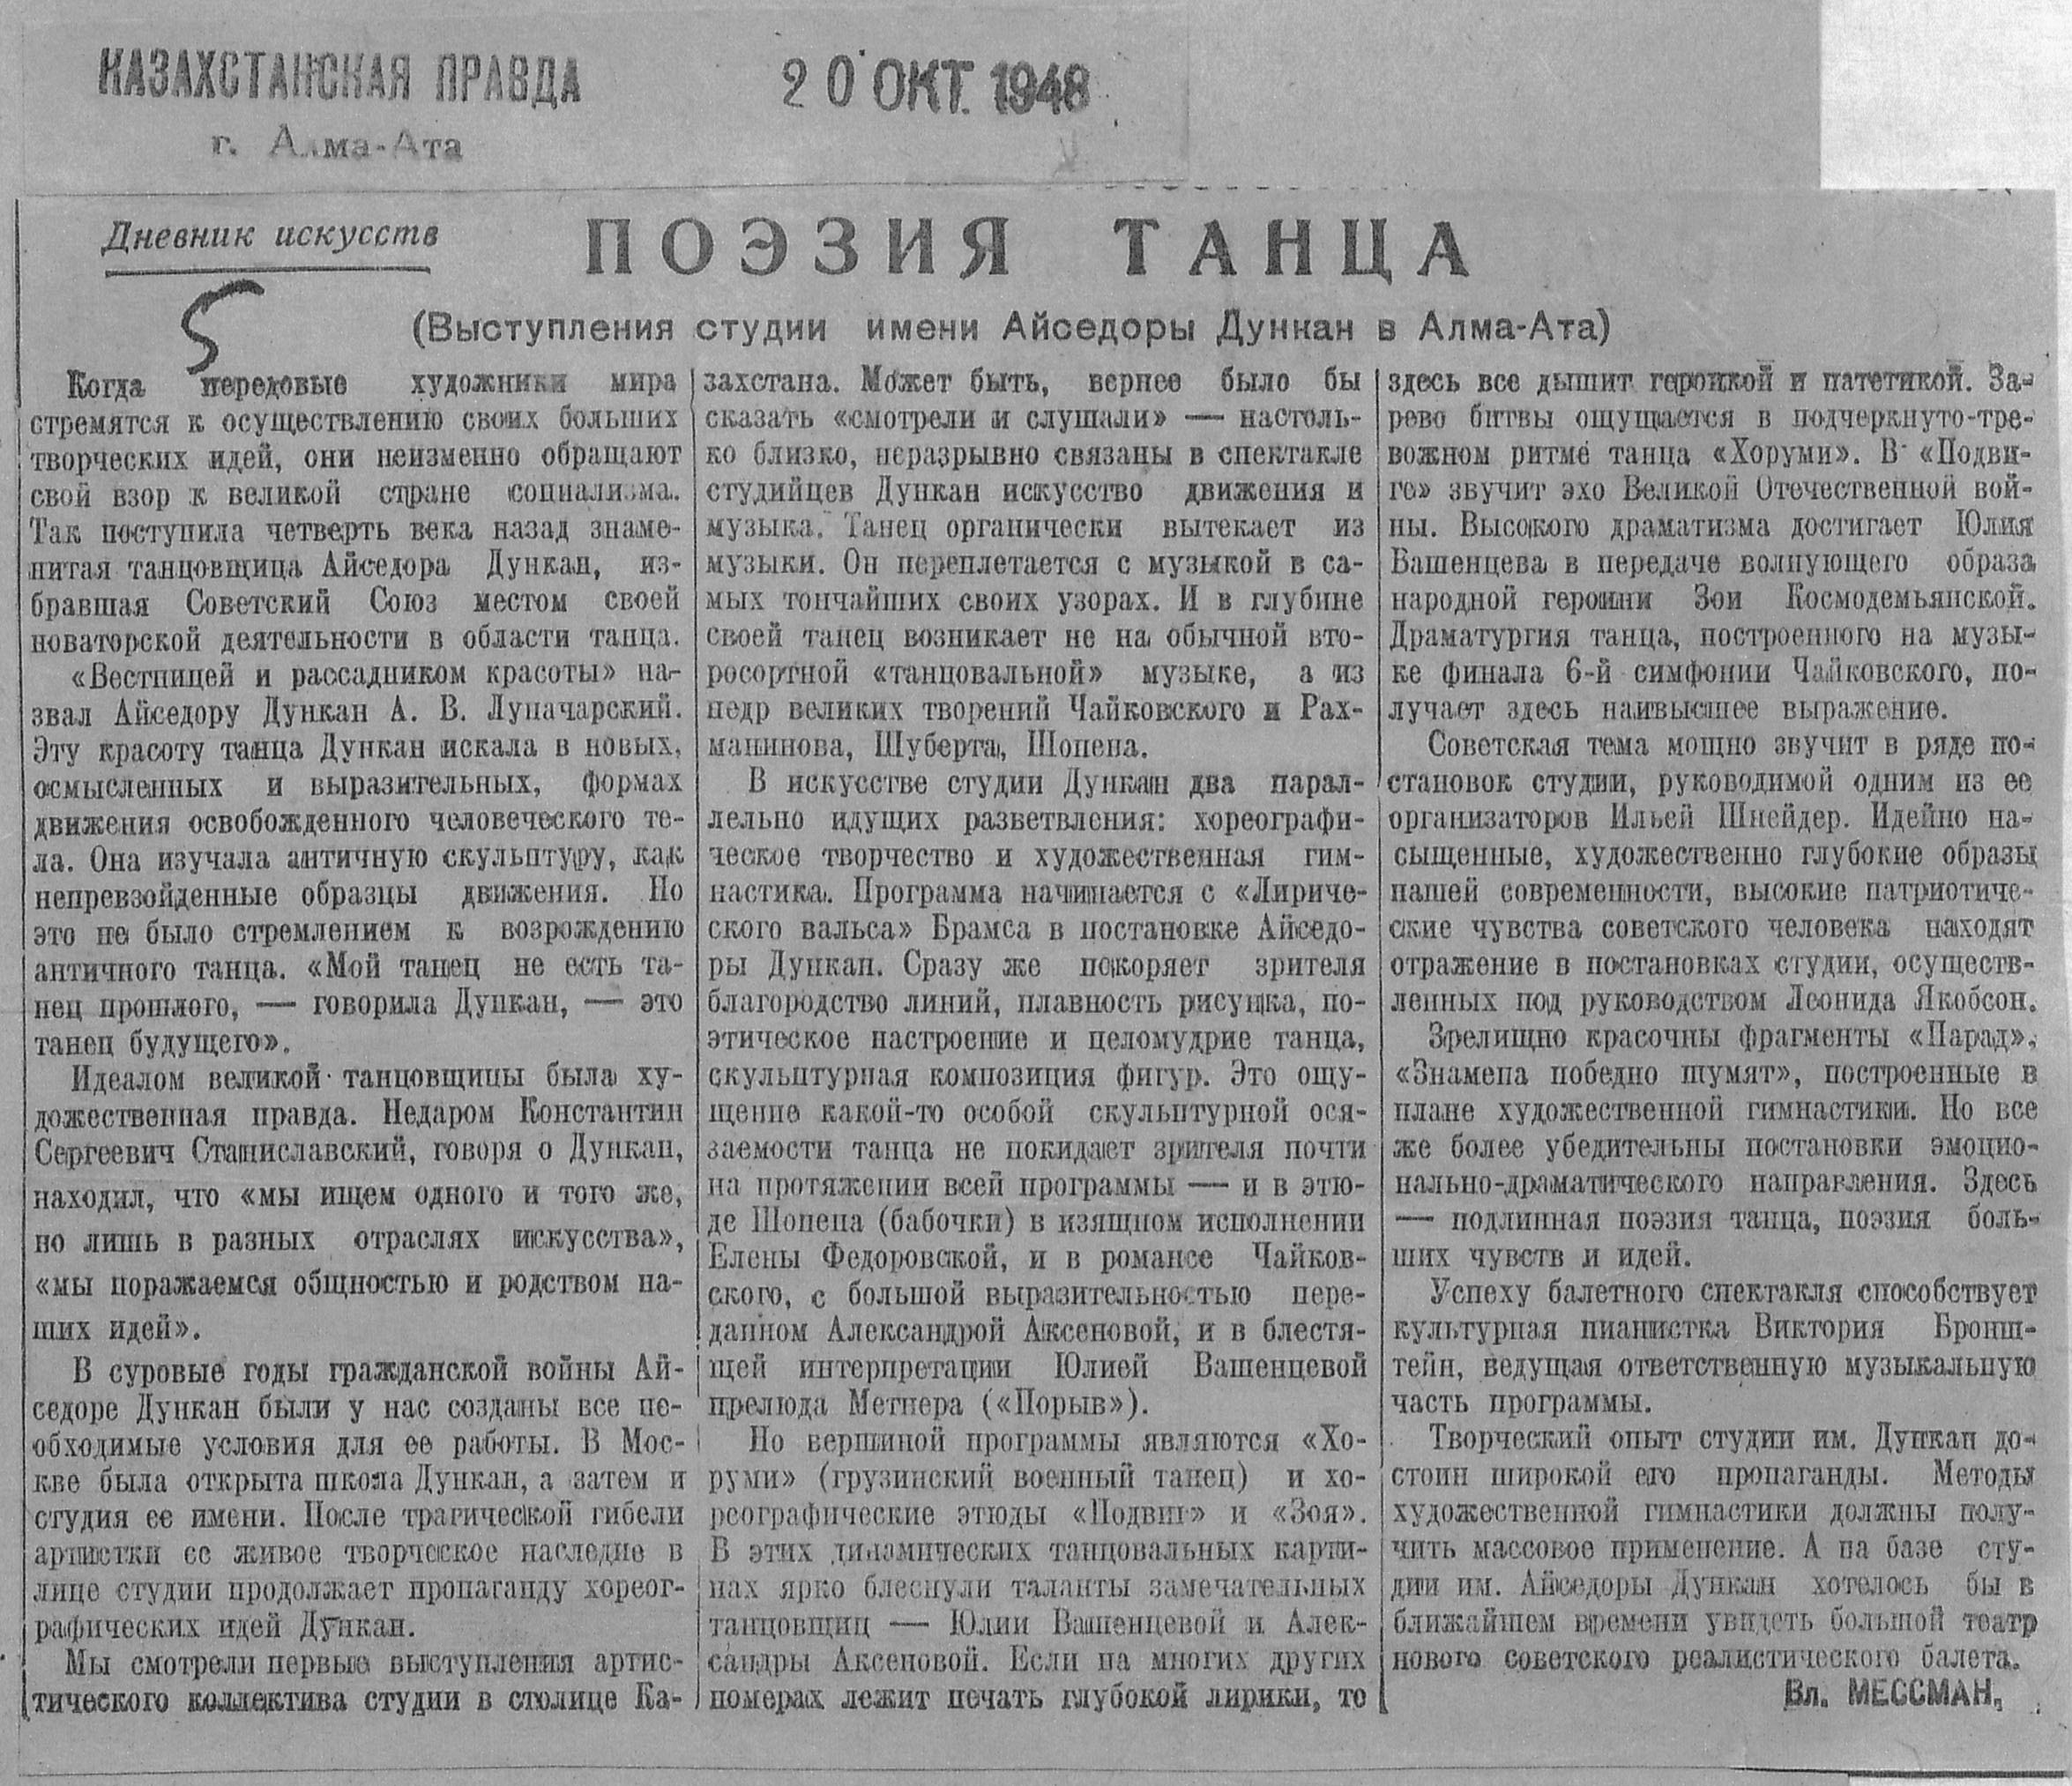 КАЗАХСТАНСКАЯ ПРАВДА
г. Алма-Ата
20 ОКТ. 1948
Дневник искусств
5
ПОЭЗИЯ ТАНЦА
(Выступления студии имени Айседоры Дункан в Алма-Ата)
Когда передовые художники мира
стремятся к осуществлению своих больших
творческих идей, они неизменно обращают
свой взор к великой стране социализма.
Так поступила четверть века назад знаме-
нитая танцовщица Айседора Дункан, из-
бравшая Советский Союз местом своей
новаторской деятельности в области танца.
«Вестницей и рассадником красоты» на-
звал Айседору Дункан А. В. Луначарский.
Эту красоту танца Дункан искала в новых,
осмысленных и выразительных, формах
движения освобожденного человеческого те-
ла. Она изучала античную скульптуру, как
непревзойденные образцы движения. Но
это не было стремлением к возрождению
античного танца. «Мой танец не есть та-
нец прошлого, — говорила Дункан, — это
танец будущего».
Идеалом великой танцовщицы была ху-
дожественная правда. Недаром Константин
Сергеевич Станиславский, говоря о Дункан,
находил, что «мы ищем одного и того же,
но лишь в разных отраслях искусства»,
«мы поражаемся общностью и родством на-
ших идей».
В суровые годы гражданской войны Ай-
седоре Дункан были у нас созданы все не-
обходимые условия для ее работы. В Мос-
кве была открыта школа Дункан, а затем и
студия ее имени. После трагической гибели
артистки ее живое творческое наследие в
лице студии продолжает пропаганду хореог-
рафических идей Дункан.
Мы смотрели первые выступления артис-
тического коллектива студии в столице Ка-
захстана. Может быть, вернее было бы
сказать «смотрели и слушали» — настоль-
ко близко, неразрывно связаны в спектакле
студийцев Дункан искусство движения и
музыка. Танец органически вытекает из
музыки. Он переплетается с музыкой в са-
мых тончайших своих узорах. И в глубине
своей танец возникает не на обычной вто-
росортной «танцовальной» музыке, а из
недр великих творений Чайковского и Рах-
манинова, Шуберта, Шопена.
В искусстве студии Дункан два парал-
лельно идущих разветвления: хореографи-
ческое творчество и художественная гим-
настика. Программа начинается с «Лириче-
ского вальса» Брамса в постановке Айседо-
ры Дункан. Сразу же покоряет зрителя
благородство линий, плавность рисунка, по-
этическое настроение и целомудрие танца,
скульптурная композиция фигур. Это ощу-
щение какой-то особой скульптурной ося-
заемости танца не покидает зрителя почти
на протяжении всей программы — и в этю-
де Шопена (бабочки) в изящном исполнении
Елены Федоровской, и в романсе Чайков-
ского, с большой выразительностью пере-
данном Александрой Аксеновой, и в блестя-
щей интерпретации Юлией Вашенцевой
прелюда Метнера («Порыв»).
Но вершиной программы являются «Хо-
руми» (грузинский военный танец) и хо-
реографические этюды «Подвиг» и «Зоя».
В этих динамических танцовальных карти-
нах ярко блеснули таланты замечательных
танцовщиц — Юлии Вашенцевой и Алек-
сандры Аксеновой. Если на многих других
номерах лежит печать глубокой лирики, то
здесь все дышит героикой и патетикой. За-
рево битвы ощущается в подчеркнуто-тре-
вожном ритме танца «Хоруми». В «Подви-
ге» звучит эхо Великой Отечественной вой-
ны. Высокого драматизма достигает Юлия
Вашенцева в передаче волнующего образа
народной героини Зои Космодемьянской.
Драматургия танца, построенного на музы-
ке финала 6-й симфонии Чайковского, по-
лучает здесь наивысшее выражение.
Советская тема мощно звучит в ряде по-
становок студии, руководимой одним из ее
организаторов Ильей Шнейдер. Идейно на-
сыщенные, художественно глубокие образы
нашей современности, высокие патриотиче-
ские чувства советского человека находят
отражение в постановках студии, осуществ-
ленных под руководством Леонида Якобсон.
Зрелищно красочны фрагменты «Парад»,
«Знамена победно шумят», построенные в
плане художественной гимнастики. Но все
же более убедительны постановки эмоцио-
нально-драматического направления. Здесь
— подлинная поэзия танца, поэзия боль-
ших чувств и идей.
Успеху балетного спектакля способствует
культурная пианистка Виктория Бронш-
тейн, ведущая ответственную музыкальную
часть программы.
Творческий опыт студии им. Дункан до-
стоин широкой его пропаганды. Методы
художественной гимнастики должны полу-
чить массовое применение. А на базе сту-
дии им. Айседоры Дункан хотелось бы в
ближайшем времени увидеть большой театр
нового советского реалистического балета.
Вл. МЕССМАН.